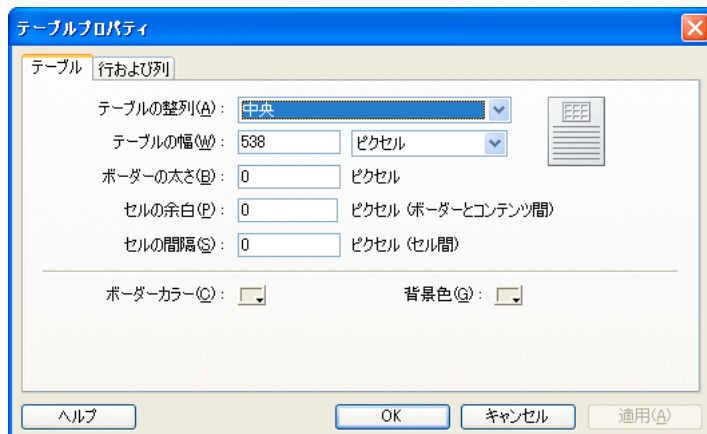 テーブルプロパティ
テーブル 行および列
テーブルの整列(A): 中央
テーブルの幅(W): 538 ピクセル
ボーダーの太さ(B): 0 ピクセル
セルの余白(P): 0 ピクセル (ボーダーとコンテンツ間)
セルの間隔(S): 0 ピクセル (セル間)
ボーダーカラー(C): 背景色(G):
ヘルプ OK キャンセル 適用(A)